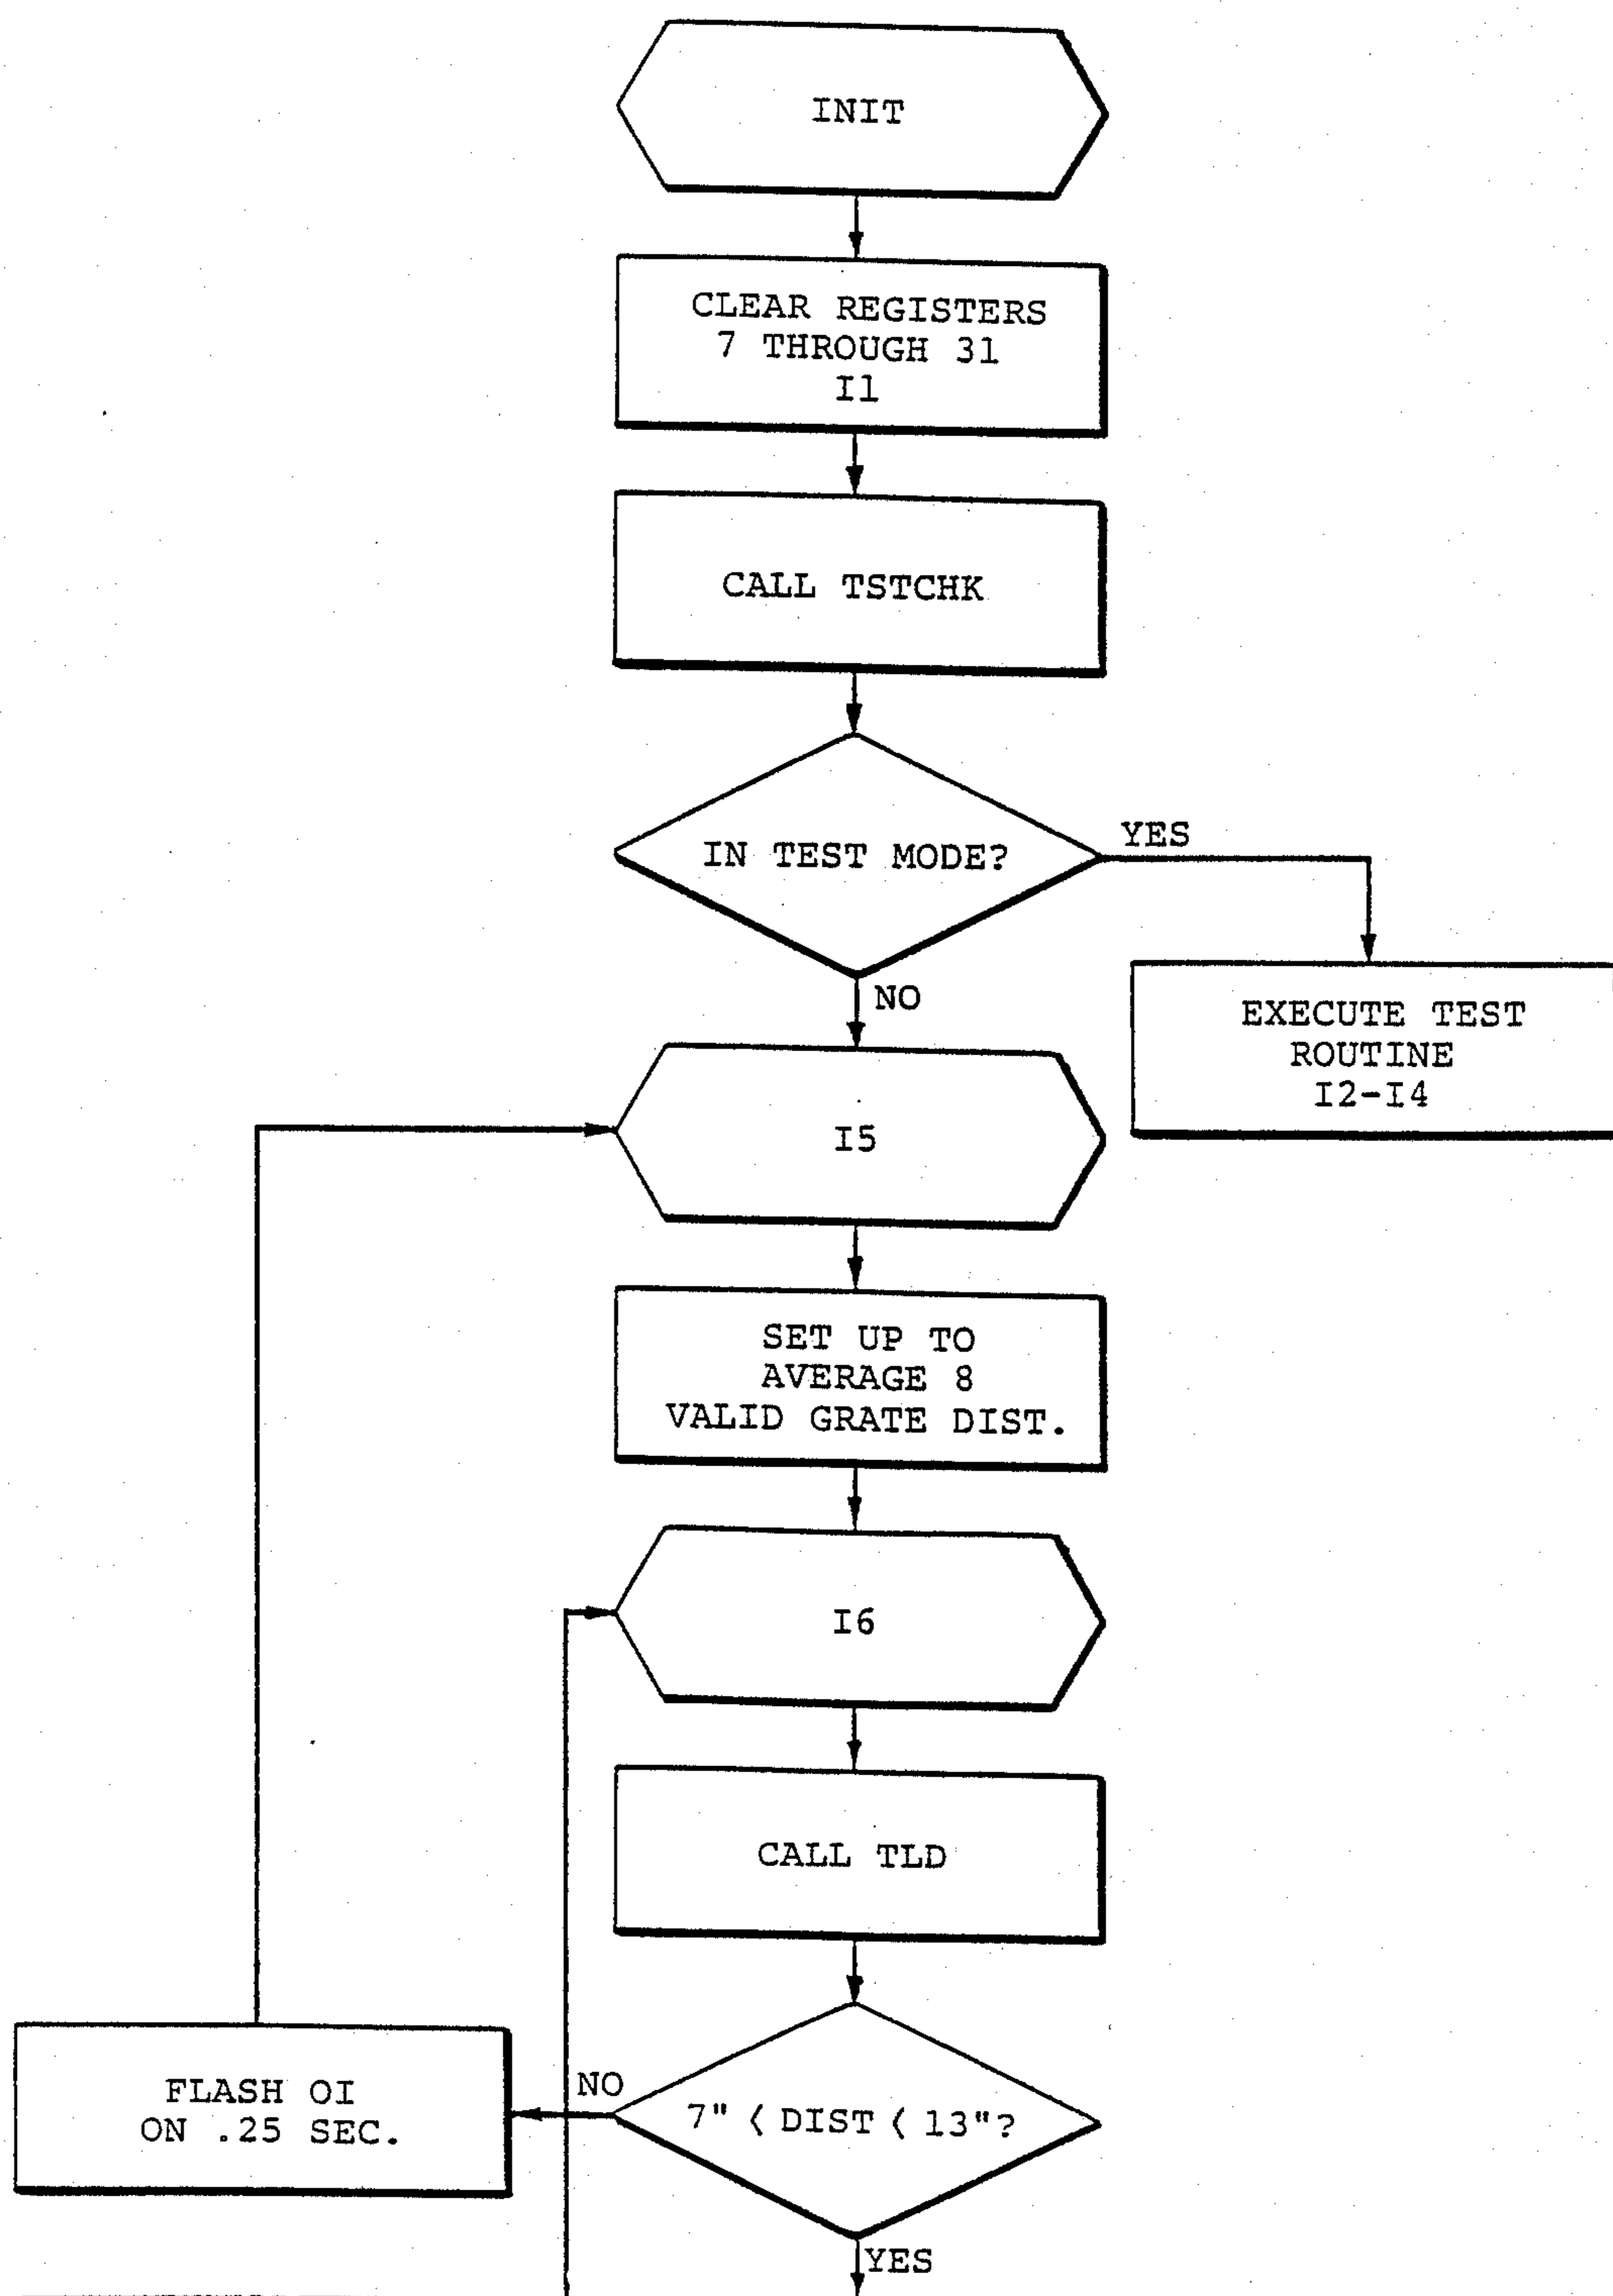 INIT
CLEAR REGISTERS
7 THROUGH 31
I1
CALL TSTCHK
IN TEST MODE?
YES
NO
EXECUTE TEST
ROUTINE
I2-I4
I5
SET UP TO
AVERAGE 8
VALID GRATE DIST.
I6
CALL TLD
FLASH OI
ON .25 SEC.
NO
7" < DIST < 13"?
YES